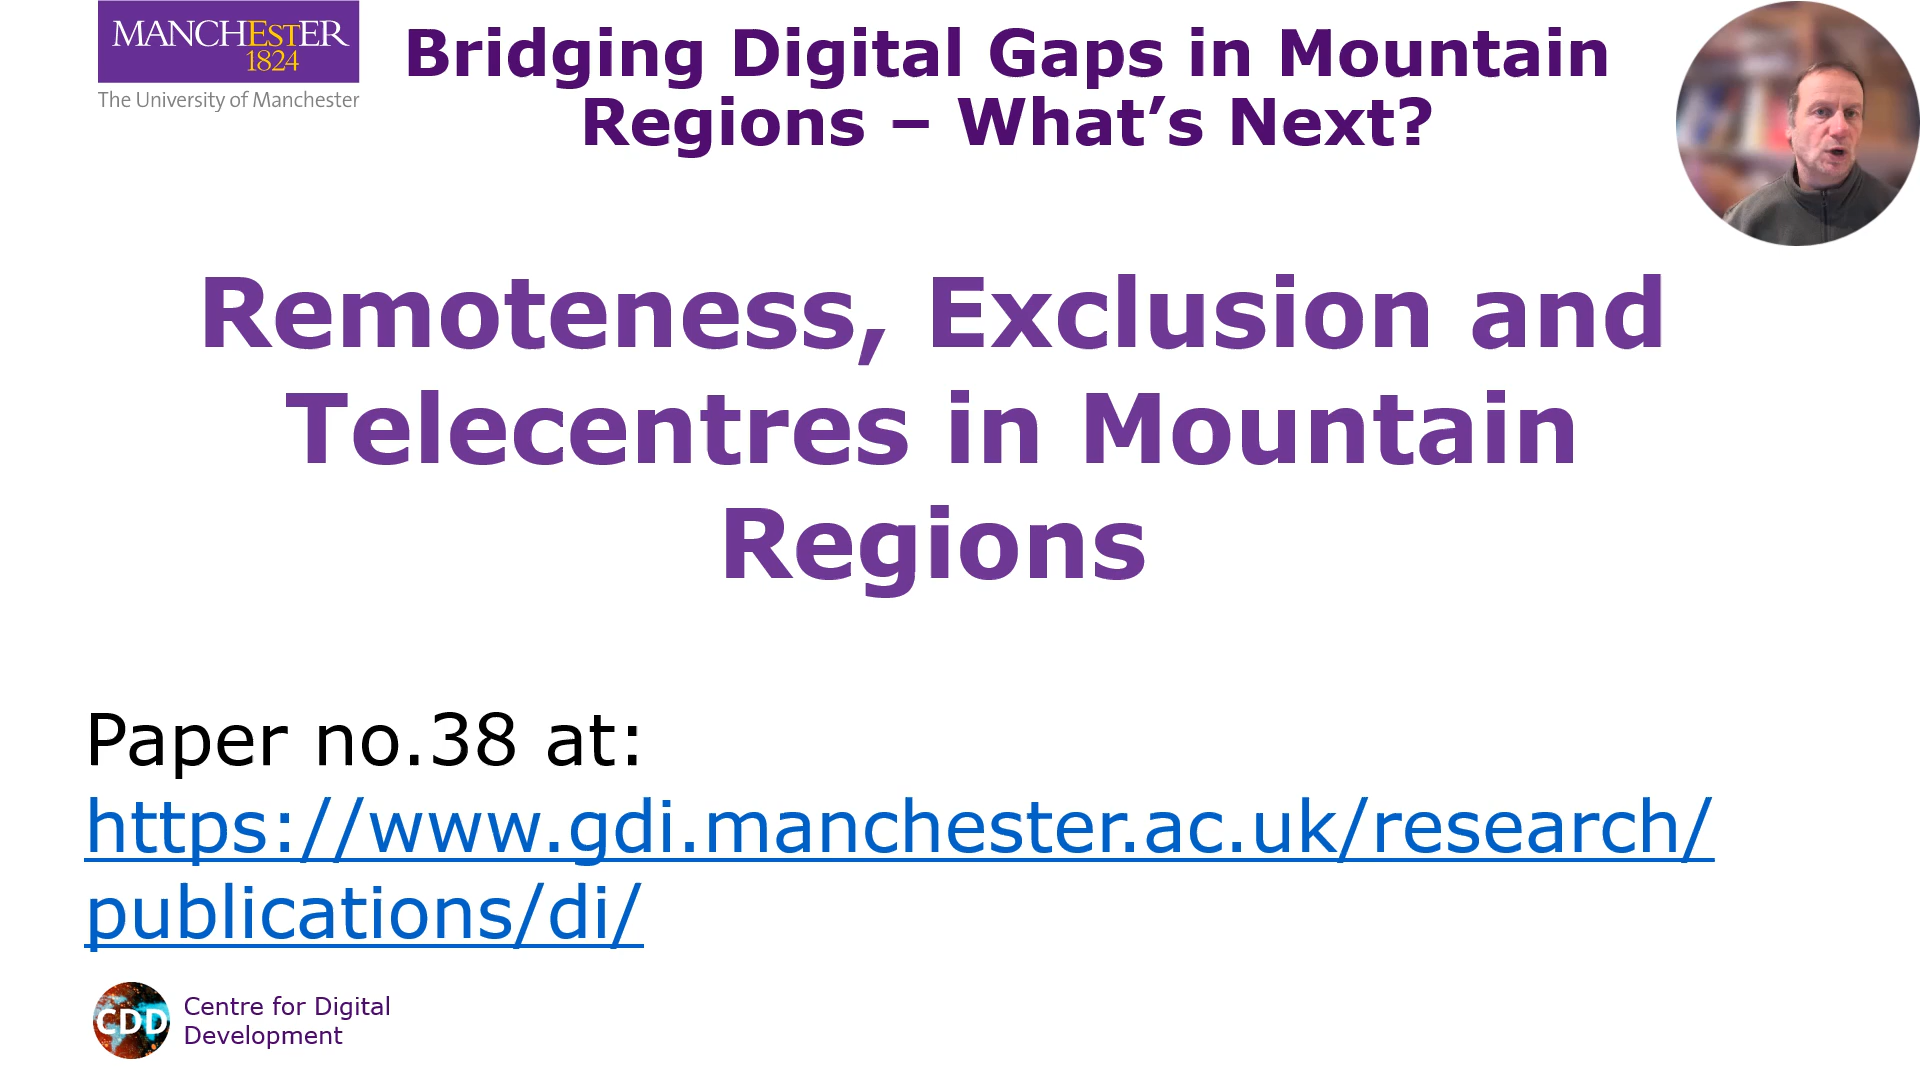 MANCHESTER
1824
The University of Manchester
Bridging Digital Gaps in Mountain
Regions – What’s Next?
Remoteness, Exclusion and
Telecentres in Mountain
Regions
Paper no.38 at:
https://www.gdi.manchester.ac.uk/research/
publications/di/
CDD
Centre for Digital
Development